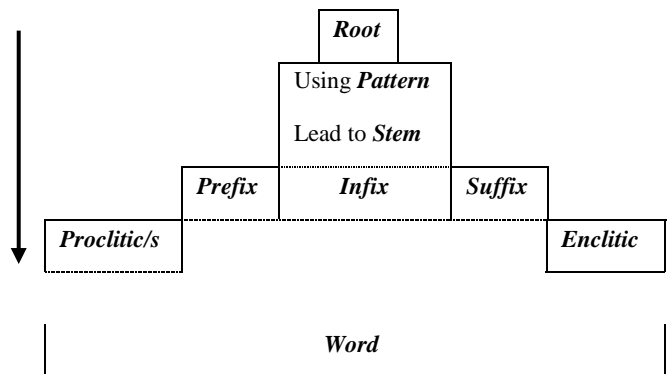 Root
Using Pattern
Lead to Stem
Prefix Infix Suffix
Proclitic/s Enclitic
Word